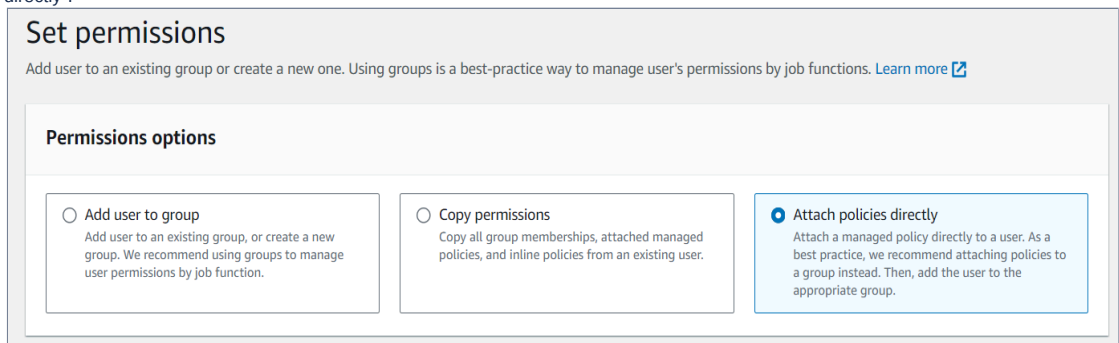 directly".
Set permissions
Add user to an existing group or create a new one. Using groups is a best-practice way to manage user's permissions by job functions. Learn more
Permissions options
Add user to group
Add user to an existing group, or create a new
group. We recommend using groups to manage
user permissions by job function.
Copy permissions
Copy all group memberships, attached managed
policies, and inline policies from an existing user.
Attach policies directly
Attach a managed policy directly to a user. As a
best practice, we recommend attaching policies to
a group instead. Then, add the user to the
appropriate group.